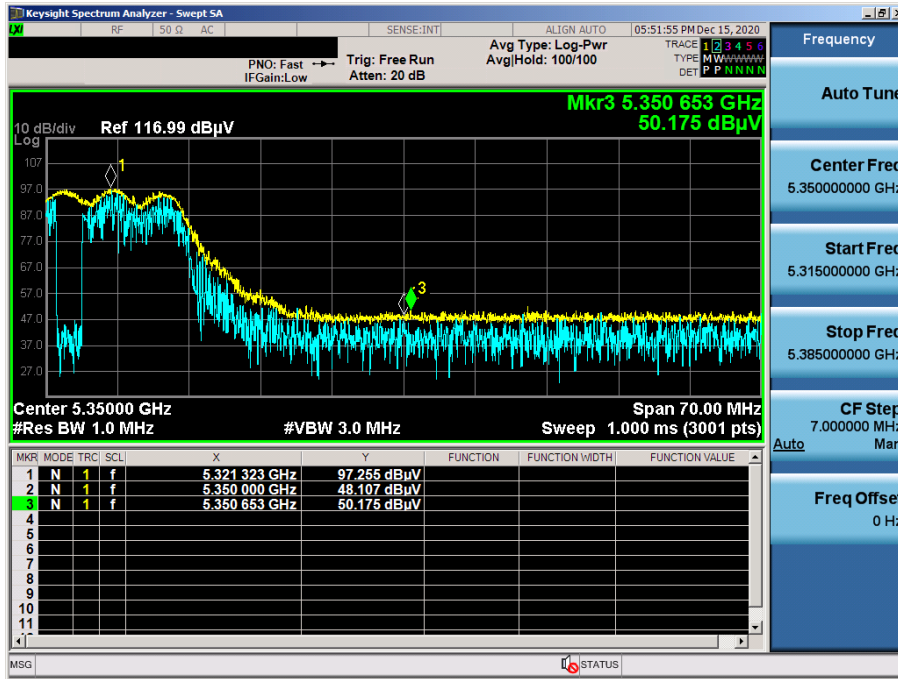 Keysight Spectrum Analyzer - Swept SA
LXI RF 50 Ω AC SENSE:INT ALIGN AUTO 05:51:55 PM Dec 15, 2020
Avg Type: Log-Pwr TRACE 1 2 3 4 5 6
PNO: Fast Trig: Free Run Avg|Hold: 100/100 TYPE M W W W W W
IFGain:Low Atten: 20 dB DET P P N N N N
Mkr3 5.350 653 GHz
50.175 dBµV
10 dB/div Ref 116.99 dBµV
Log
107
97.0
87.0
77.0
67.0
57.0
47.0
37.0
27.0
1
3
Center 5.35000 GHz Span 70.00 MHz
#Res BW 1.0 MHz #VBW 3.0 MHz Sweep 1.000 ms (3001 pts)
MKR MODE TRC SCL X Y FUNCTION FUNCTION WIDTH FUNCTION VALUE
1 N 1 f 5.321 323 GHz 97.255 dBµV
2 N 1 f 5.350 000 GHz 48.107 dBµV
3 N 1 f 5.350 653 GHz 50.175 dBµV
4
5
6
7
8
9
10
11
MSG STATUS
Frequency
Auto Tune
Center Freq
5.350000000 GHz
Start Freq
5.315000000 GHz
Stop Freq
5.385000000 GHz
CF Step
7.000000 MHz
Auto Man
Freq Offset
0 Hz